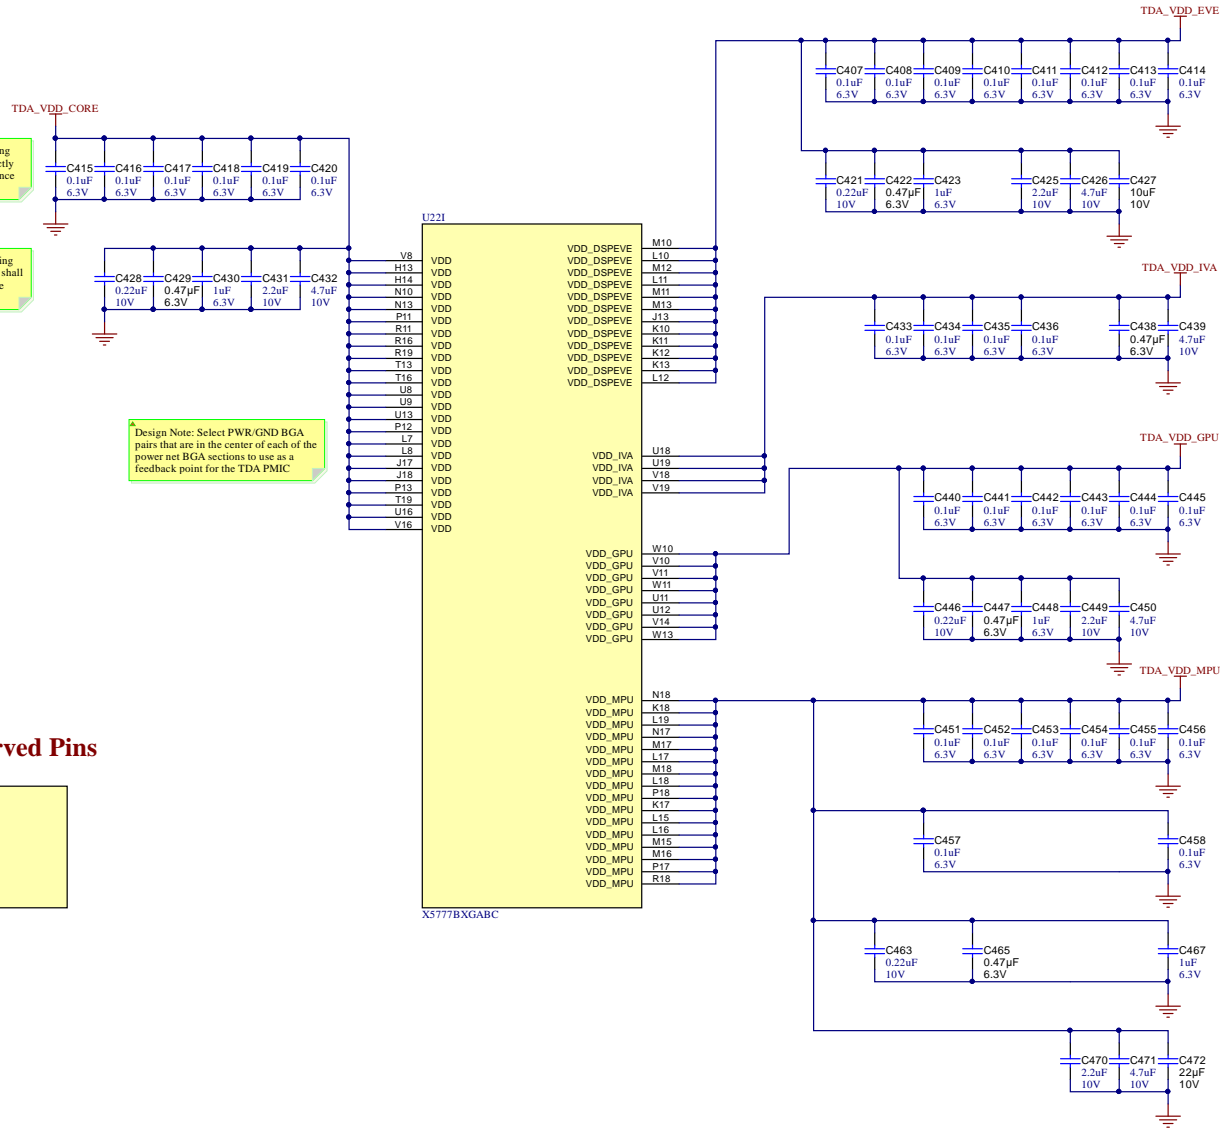 TDA_VDD_EVE
C407 C408 C409 C410 C411 C412 C413 C414
0.1uF 0.1uF 0.1uF 0.1uF 0.1uF 0.1uF 0.1uF 0.1uF
6.3V 6.3V 6.3V 6.3V 6.3V 6.3V 6.3V 6.3V
TDA_VDD_CORE
ctly
C415 C416 C417 C418 C419 C420
0.1uF 0.1uF 0.1uF 0.1uF 0.1uF 0.1uF
6.3V 6.3V 6.3V 6.3V 6.3V 6.3V
C421 C422 C423 C425 C426 C427
0.22uF 0.47µF 1uF 2.2uF 4.7uF 10uF
10V 6.3V 6.3V 10V 10V 10V
shall
C428 C429 C430 C431 C432
0.22uF 0.47µF 1uF 2.2uF 4.7uF
10V 6.3V 6.3V 10V 10V
U22I
V8 VDD
H13 VDD
H14 VDD
N10 VDD
N13 VDD
P11 VDD
R11 VDD
R16 VDD
R19 VDD
T13 VDD
T16 VDD
U8 VDD
U9 VDD
U13 VDD
P12 VDD
L7 VDD
L8 VDD
J17 VDD
J18 VDD
P13 VDD
T19 VDD
U16 VDD
V16 VDD
VDD_DSPEVE M10
VDD_DSPEVE L10
VDD_DSPEVE M12
VDD_DSPEVE L11
VDD_DSPEVE M11
VDD_DSPEVE M13
VDD_DSPEVE J13
VDD_DSPEVE K10
VDD_DSPEVE K11
VDD_DSPEVE K12
VDD_DSPEVE K13
VDD_DSPEVE L12
VDD_IVA U18
VDD_IVA U19
VDD_IVA V18
VDD_IVA V19
VDD_GPU W10
VDD_GPU V10
VDD_GPU V11
VDD_GPU W11
VDD_GPU U11
VDD_GPU U12
VDD_GPU V14
VDD_GPU W13
VDD_MPU N18
VDD_MPU K18
VDD_MPU L19
VDD_MPU N17
VDD_MPU M17
VDD_MPU L17
VDD_MPU M18
VDD_MPU L18
VDD_MPU P18
VDD_MPU K17
VDD_MPU L15
VDD_MPU L16
VDD_MPU M15
VDD_MPU M16
VDD_MPU P17
VDD_MPU R18
X5777BXGABC
Design Note: Select PWR/GND BGA
pairs that are in the center of each of the
power net BGA sections to use as a
feedback point for the TDA PMIC
TDA_VDD_IVA
C433 C434 C435 C436 C438 C439
0.1uF 0.1uF 0.1uF 0.1uF 0.47µF 4.7uF
6.3V 6.3V 6.3V 6.3V 6.3V 10V
TDA_VDD_GPU
C440 C441 C442 C443 C444 C445
0.1uF 0.1uF 0.1uF 0.1uF 0.1uF 0.1uF
6.3V 6.3V 6.3V 6.3V 6.3V 6.3V
C446 C447 C448 C449 C450
0.22uF 0.47µF 1uF 2.2uF 4.7uF
10V 6.3V 6.3V 10V 10V
TDA_VDD_MPU
C451 C452 C453 C454 C455 C456
0.1uF 0.1uF 0.1uF 0.1uF 0.1uF 0.1uF
6.3V 6.3V 6.3V 6.3V 6.3V 6.3V
C457 C458
0.1uF 0.1uF
6.3V 6.3V
C463 C465 C467
0.22uF 0.47µF 1uF
10V 6.3V 6.3V
C470 C471 C472
2.2uF 4.7uF 22µF
10V 10V 10V
rved Pins